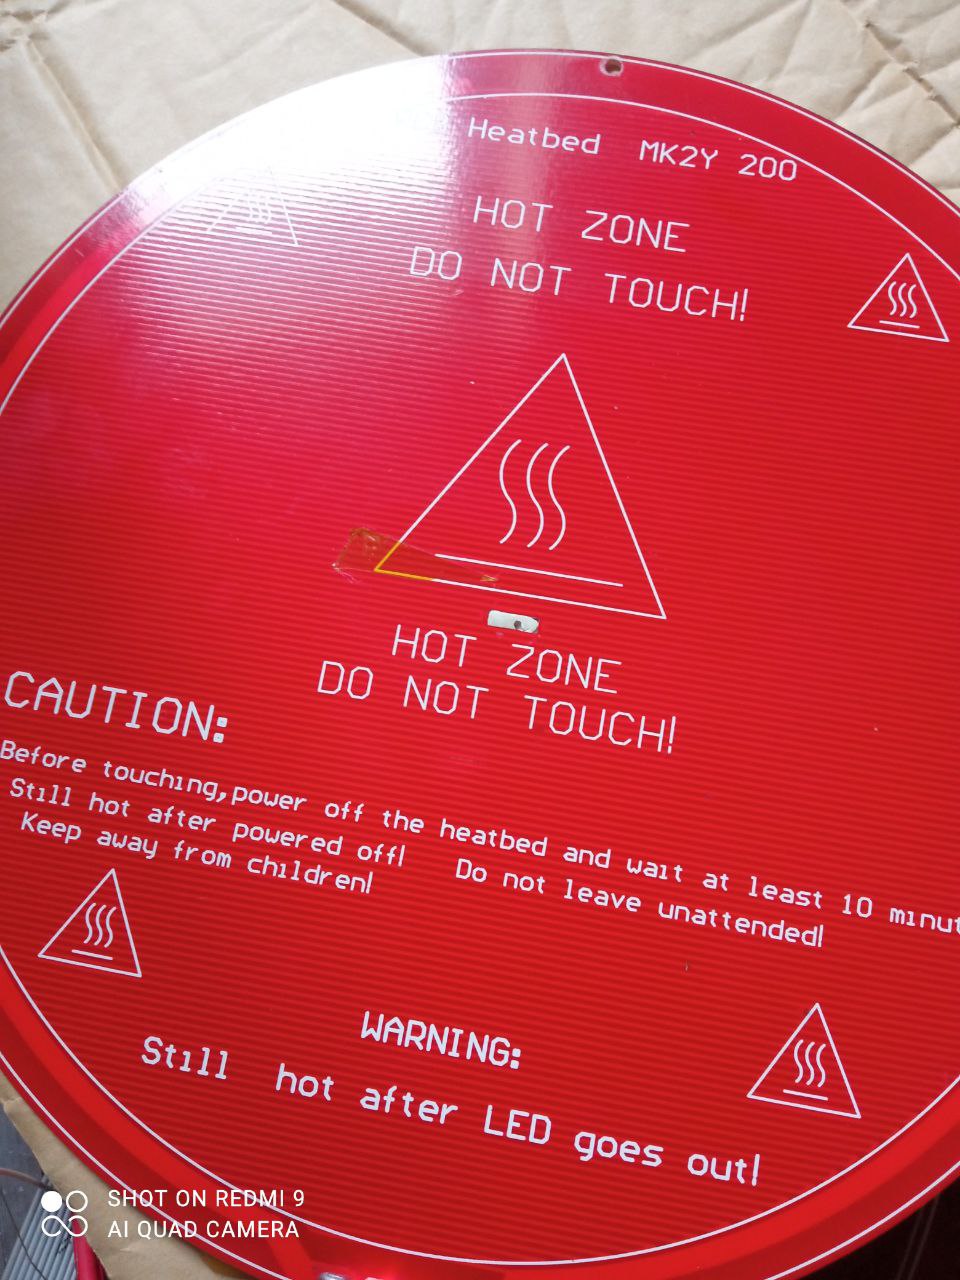 Heatbed MK2Y 200
HOT ZONE
DO NOT TOUCH!
HOT ZONE
DO NOT TOUCH!
CAUTION:
Before touching,power off the heatbed and wait at least 10 minut
Still hot after powered off! Do not leave unattended!
Keep away from children!
WARNING:
Still hot after LED goes out!
SHOT ON REDMI 9
AI QUAD CAMERA